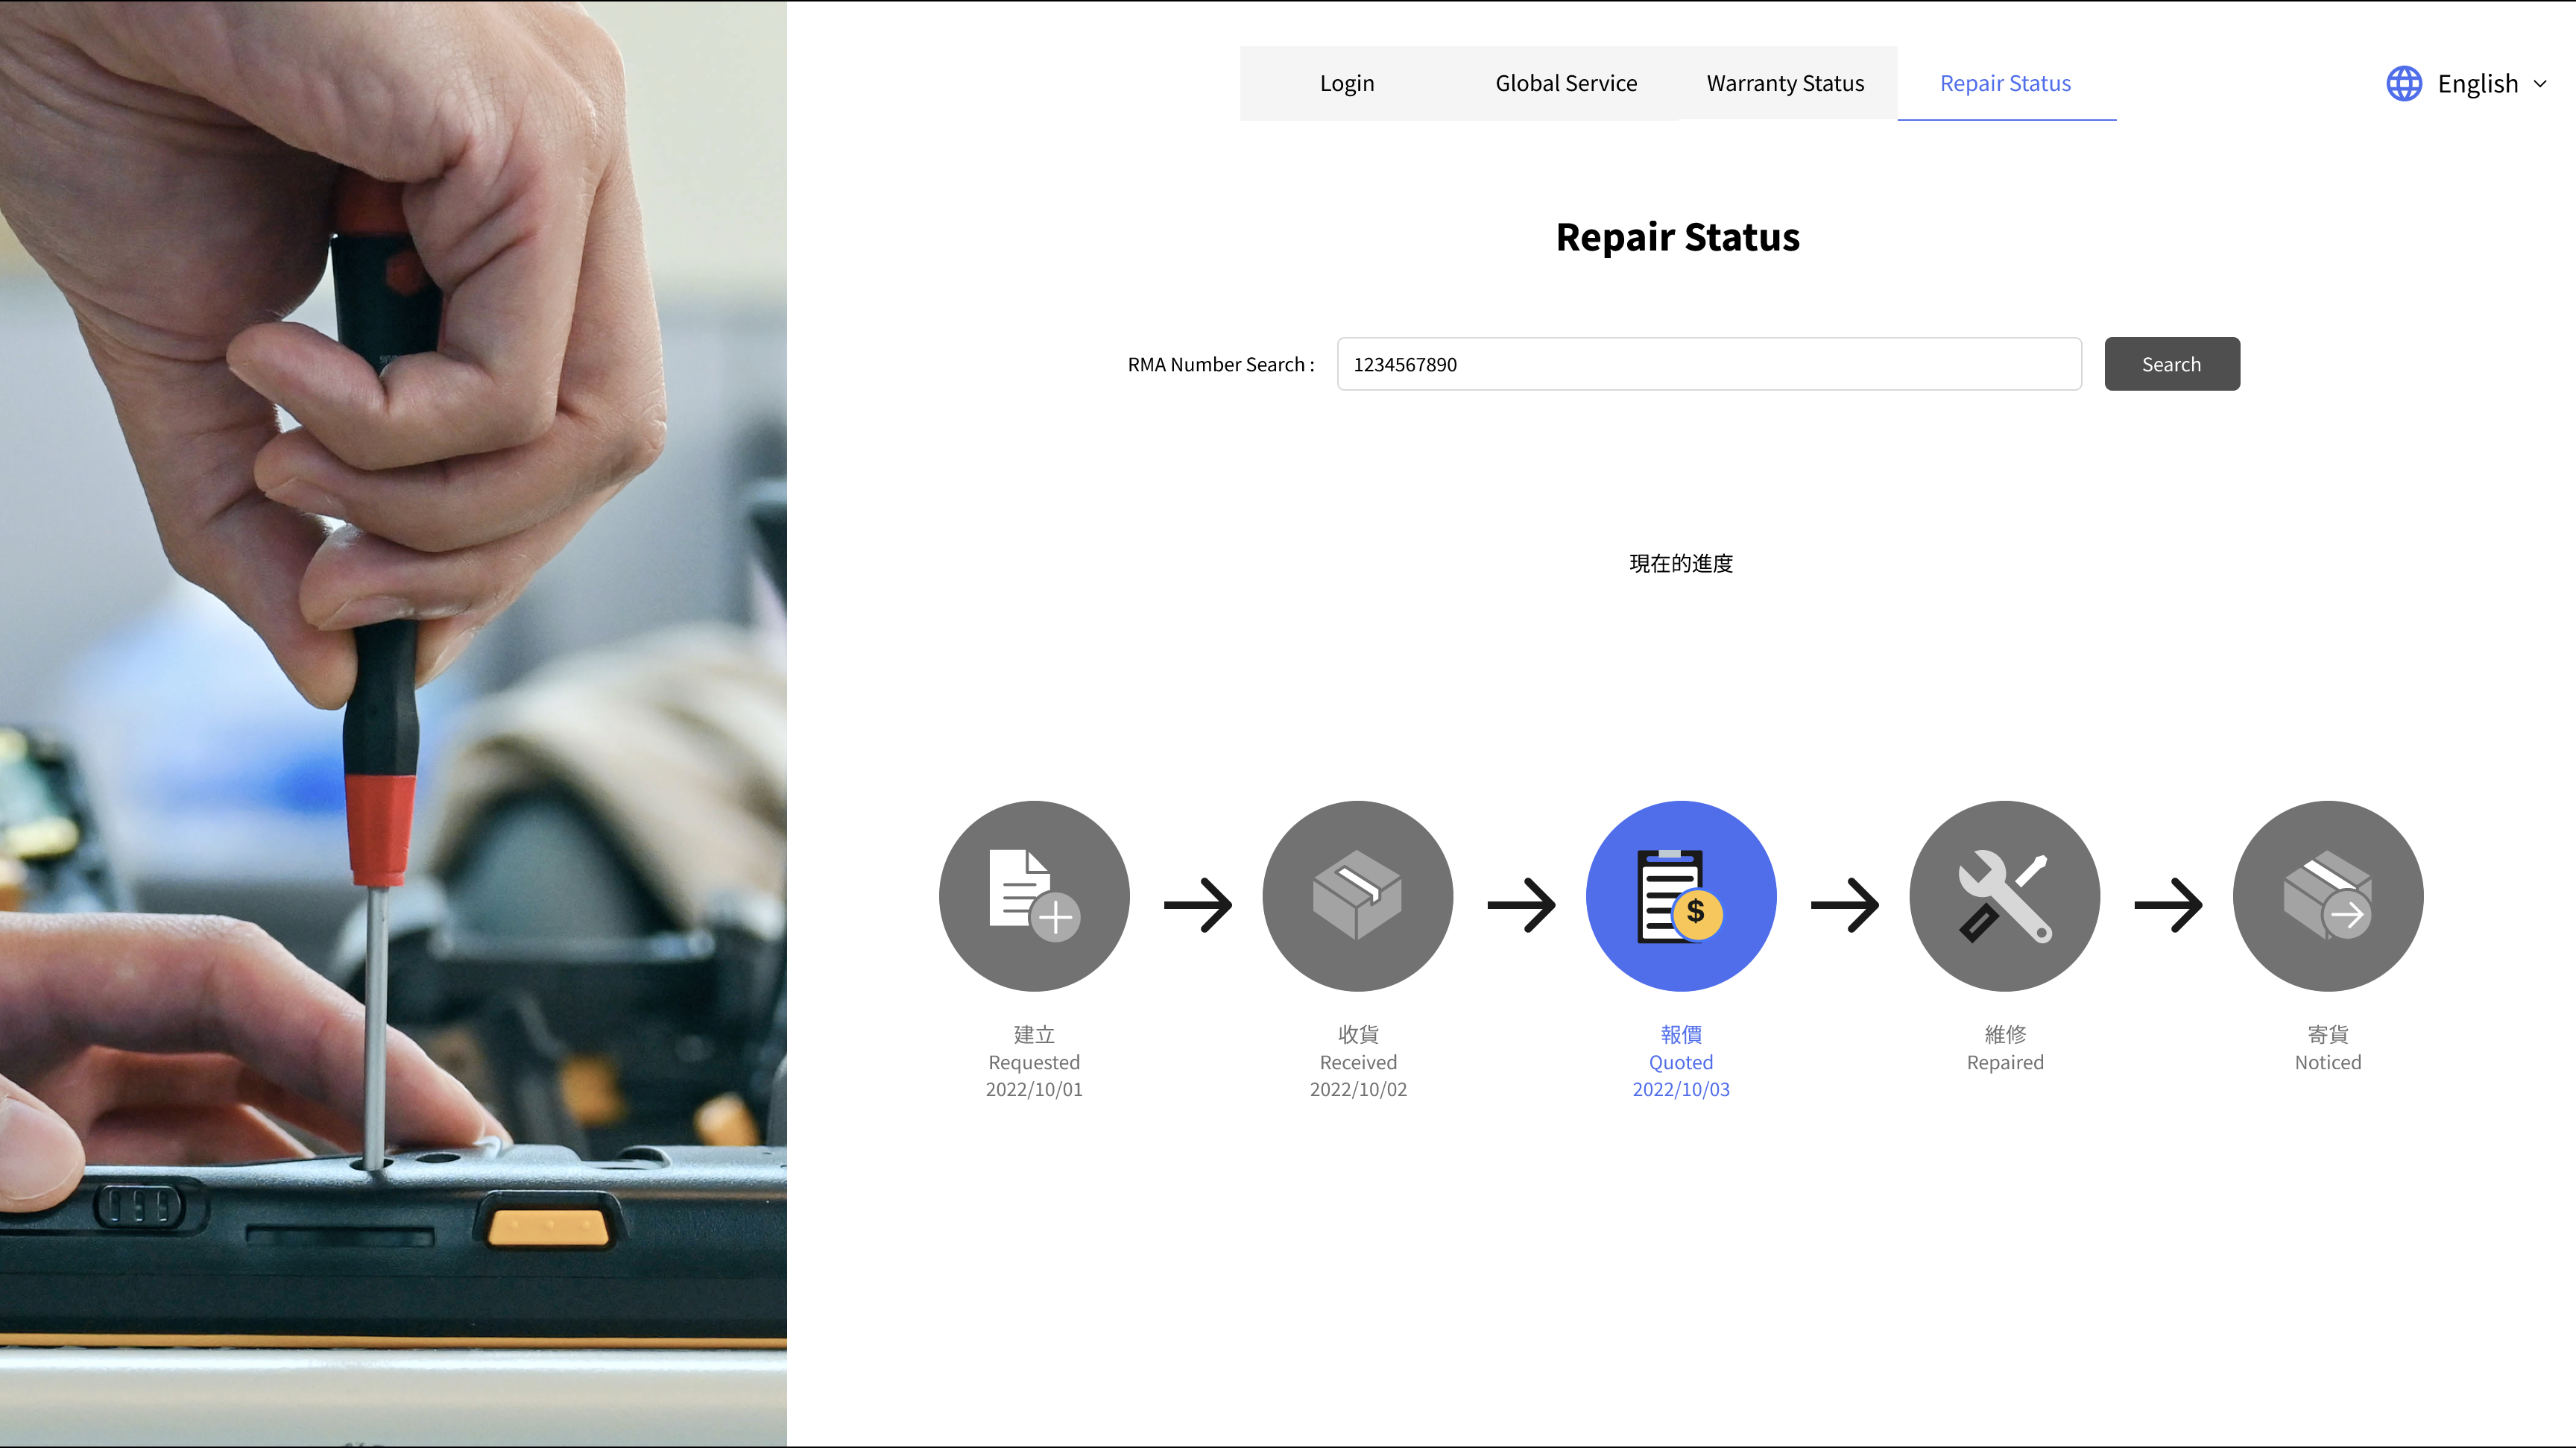 Login
Global Service
Warranty Status
Repair Status
English
Repair Status
RMA Number Search :
1234567890
Search
現在的進度
$
建立
Requested
2022/10/01
收貨
Received
2022/10/02
報價
Quoted
2022/10/03
維修
Repaired
寄貨
Noticed